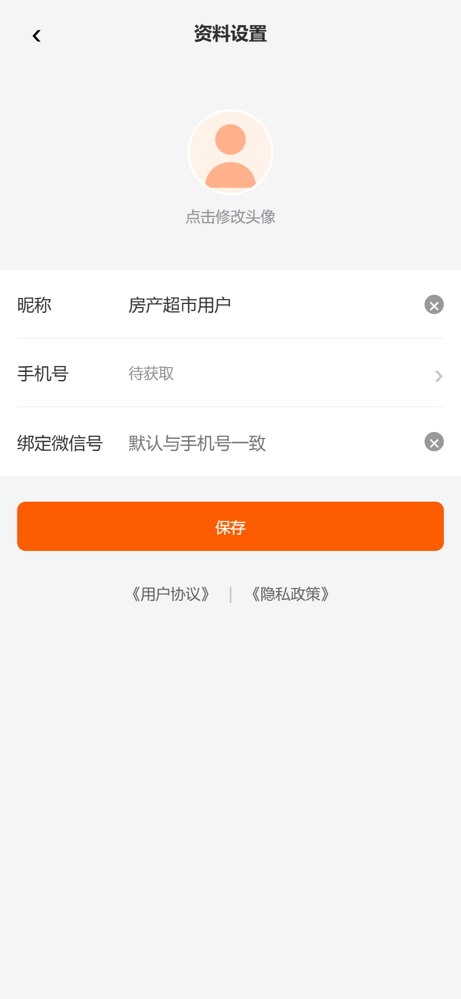 资料设置
点击修改头像
昵称 房产超市用户
手机号 待获取
绑定微信号 默认与手机号一致
保存
《用户协议》 | 《隐私政策》